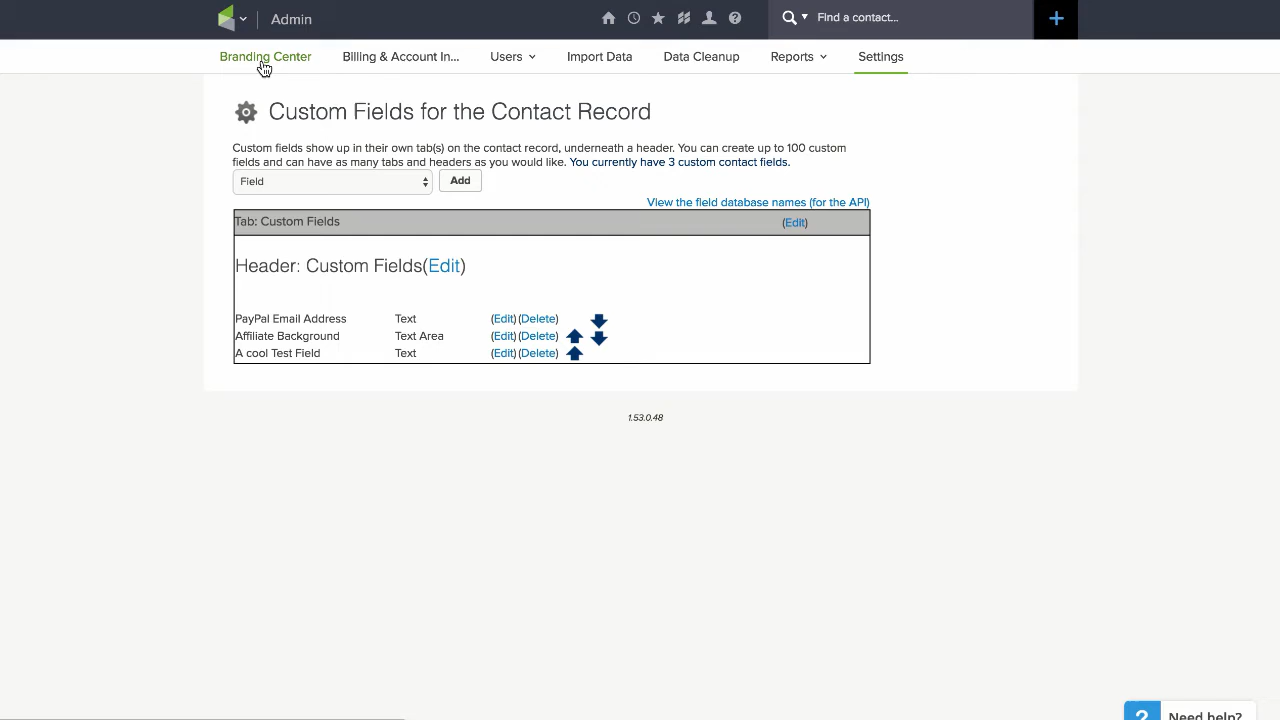 Admin
Find a contact...
Branding Center
Billing & Account In...
Users
Import Data
Data Cleanup
Reports
Settings
Custom Fields for the Contact Record
Custom fields show up in their own tab(s) on the contact record, underneath a header. You can create up to 100 custom
fields and can have as many tabs and headers as you would like. You currently have 3 custom contact fields.
Field
Add
View the field database names (for the API)
Tab: Custom Fields (Edit)
Header: Custom Fields(Edit)
PayPal Email Address Text (Edit)(Delete)
Affiliate Background Text Area (Edit)(Delete)
A cool Test Field Text (Edit)(Delete)
1.53.0.48
? Need help?